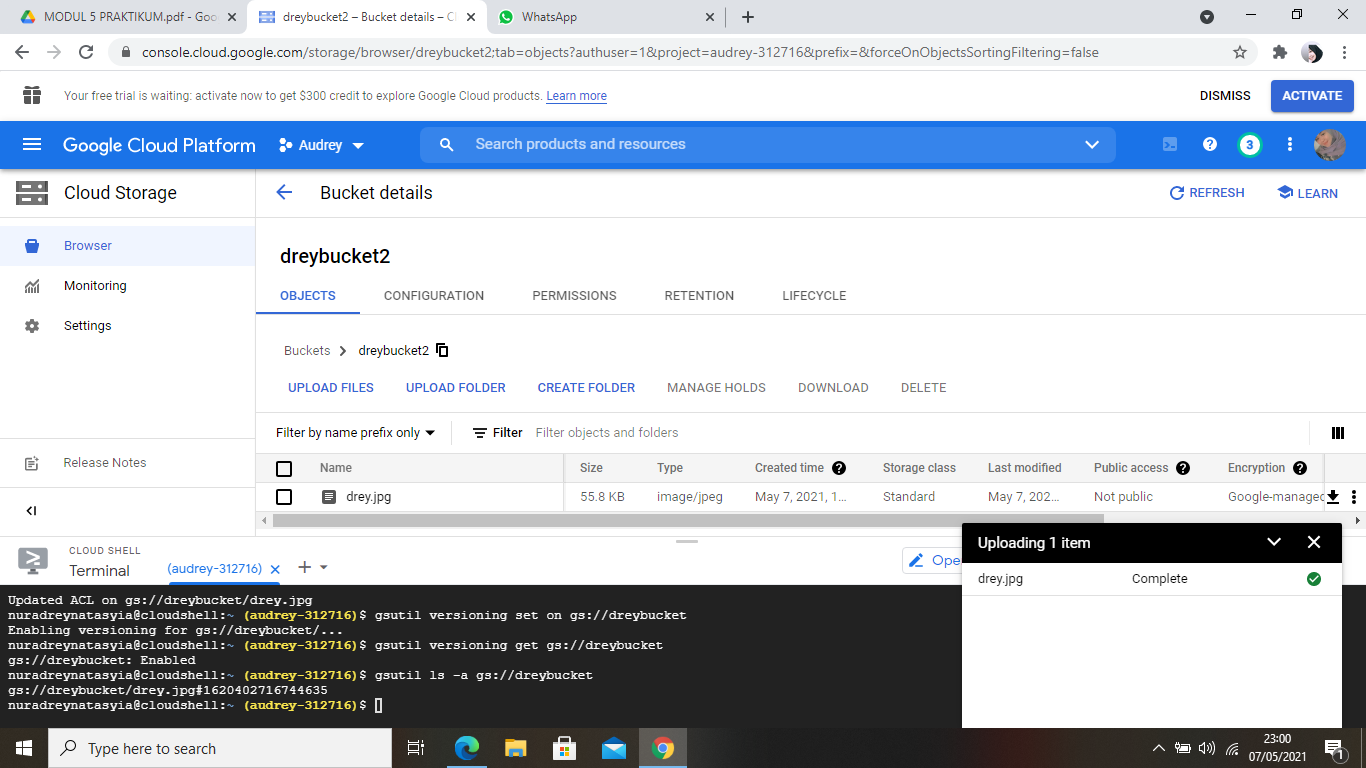 MODUL 5 PRAKTIKUM.pdf - Goo
dreybucket2 – Bucket details – Cl
WhatsApp
console.cloud.google.com/storage/browser/dreybucket2;tab=objects?authuser=1&project=audrey-312716&prefix=&forceOnObjectsSortingFiltering=false
Your free trial is waiting: activate now to get $300 credit to explore Google Cloud products. Learn more
DISMISS
ACTIVATE
Google Cloud Platform
Audrey
Search products and resources
3
Cloud Storage
Bucket details
REFRESH
LEARN
Browser
Monitoring
Settings
Release Notes
dreybucket2
OBJECTS CONFIGURATION PERMISSIONS RETENTION LIFECYCLE
Buckets dreybucket2
UPLOAD FILES UPLOAD FOLDER CREATE FOLDER MANAGE HOLDS DOWNLOAD DELETE
Filter by name prefix only Filter Filter objects and folders
Name Size Type Created time Storage class Last modified Public access Encryption
drey.jpg 55.8 KB image/jpeg May 7, 2021, 1... Standard May 7, 202... Not public Google-managed
CLOUD SHELL
Terminal
(audrey-312716)
Ope
Uploading 1 item
drey.jpg Complete
Updated ACL on gs://dreybucket/drey.jpg
nuradreynatasyia@cloudshell:~ (audrey-312716)$ gsutil versioning set on gs://dreybucket
Enabling versioning for gs://dreybucket/...
nuradreynatasyia@cloudshell:~ (audrey-312716)$ gsutil versioning get gs://dreybucket
gs://dreybucket: Enabled
nuradreynatasyia@cloudshell:~ (audrey-312716)$ gsutil ls -a gs://dreybucket
gs://dreybucket/drey.jpg#1620402716744635
nuradreynatasyia@cloudshell:~ (audrey-312716)$
Type here to search
23:00
07/05/2021
1